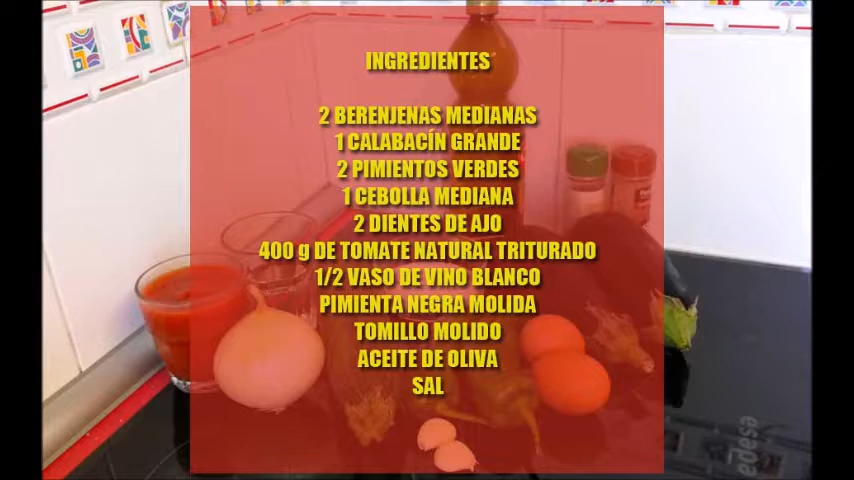 INGREDIENTES
2 BERENJENAS MEDIANAS
1 CALABACÍN GRANDE
2 PIMIENTOS VERDES
1 CEBOLLA MEDIANA
2 DIENTES DE AJO
400 g DE TOMATE NATURAL TRITURADO
1/2 VASO DE VINO BLANCO
PIMIENTA NEGRA MOLIDA
TOMILLO MOLIDO
ACEITE DE OLIVA
SAL
edesa